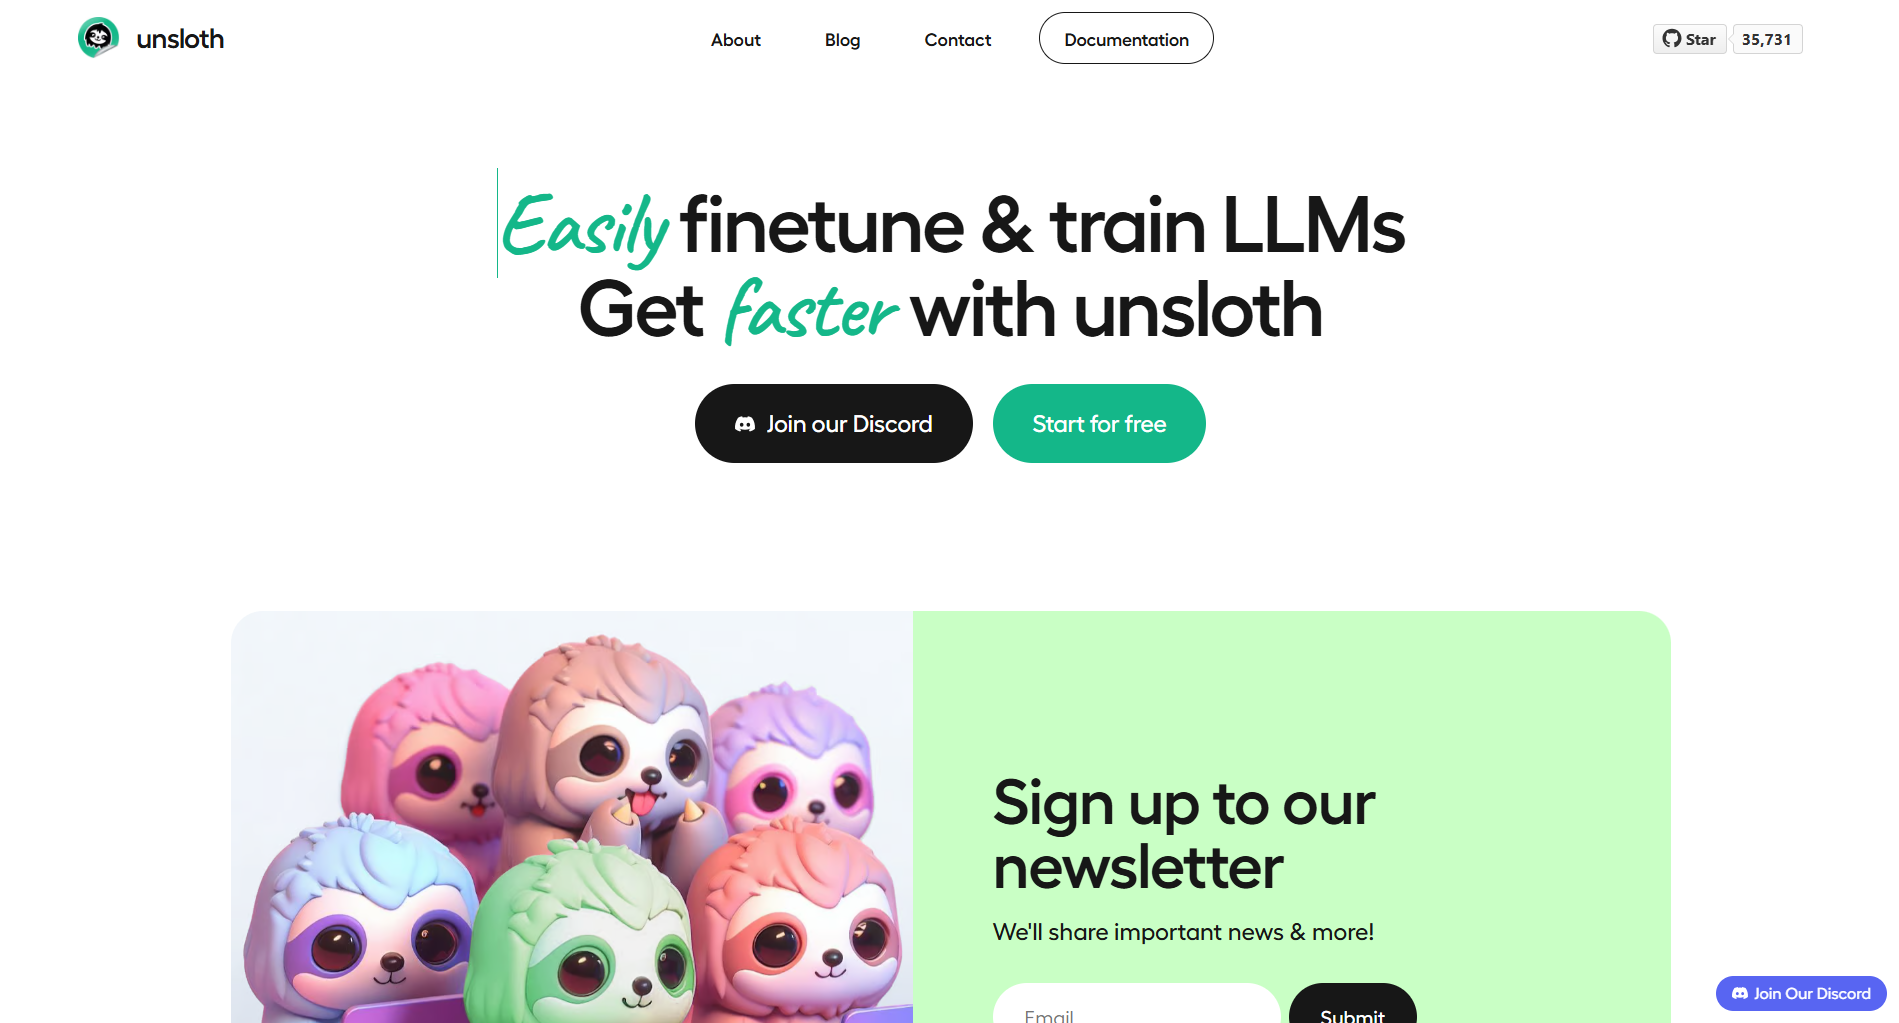 unsloth
About
Blog
Contact
Documentation
Star
35,731
Easily finetune & train LLMs
Get faster with unsloth
Join our Discord
Start for free
Sign up to our
newsletter
We'll share important news & more!
Email
Submit
Join Our Discord